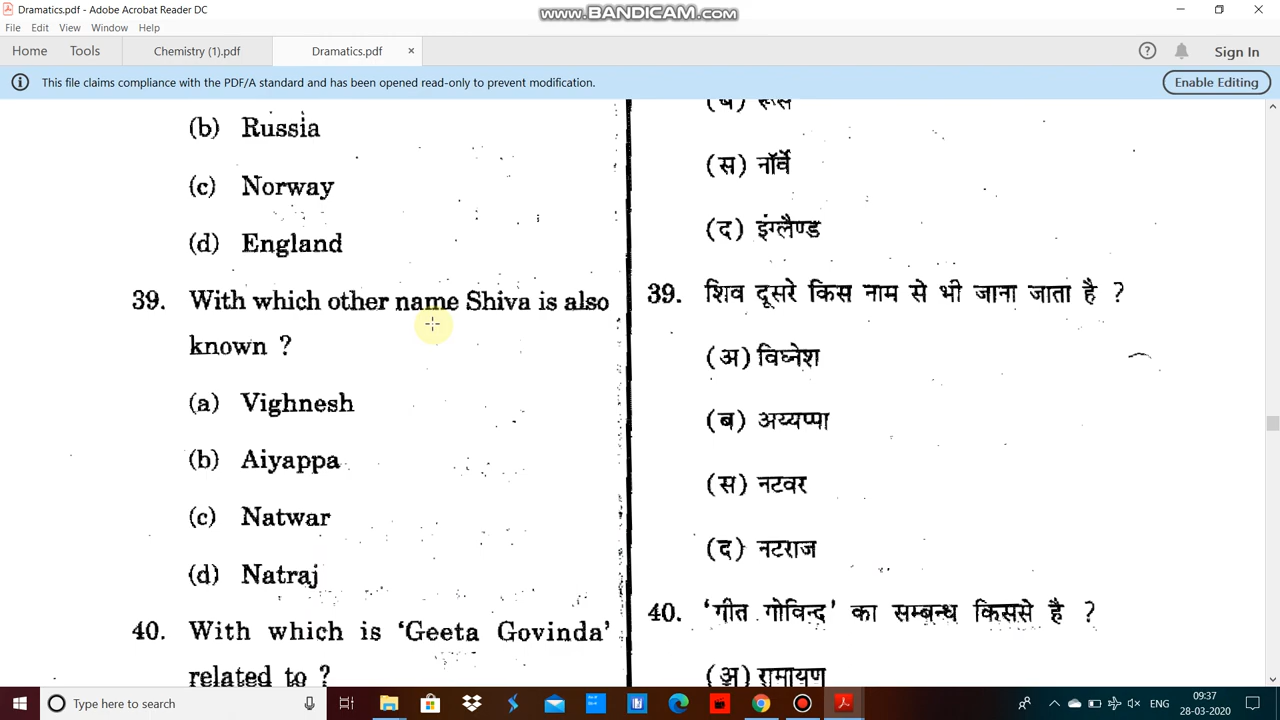 Dramatics.pdf - Adobe Acrobat Reader DC
www.BANDICAM.com
File Edit View Window Help
Home Tools Chemistry (1).pdf Dramatics.pdf × Sign In
This file claims compliance with the PDF/A standard and has been opened read-only to prevent modification. Enable Editing
(b) Russia
(c) Norway
(d) England
39. With which other name Shiva is also
known ?
(a) Vighnesh
(b) Aiyappa
(c) Natwar
(d) Natraj
40. With which is ‘Geeta Govinda’
related to ?
(ब) रूस
(स) नॉर्वे
(द) इंग्लैण्ड
39. शिव दूसरे किस नाम से भी जाना जाता है ?
(अ) विघ्नेश
(ब) अय्यप्पा
(स) नटवर
(द) नटराज
40. ‘गीत गोविन्द’ का सम्बन्ध किससे है ?
(अ) रामायण
Type here to search
ENG
09:37
28-03-2020